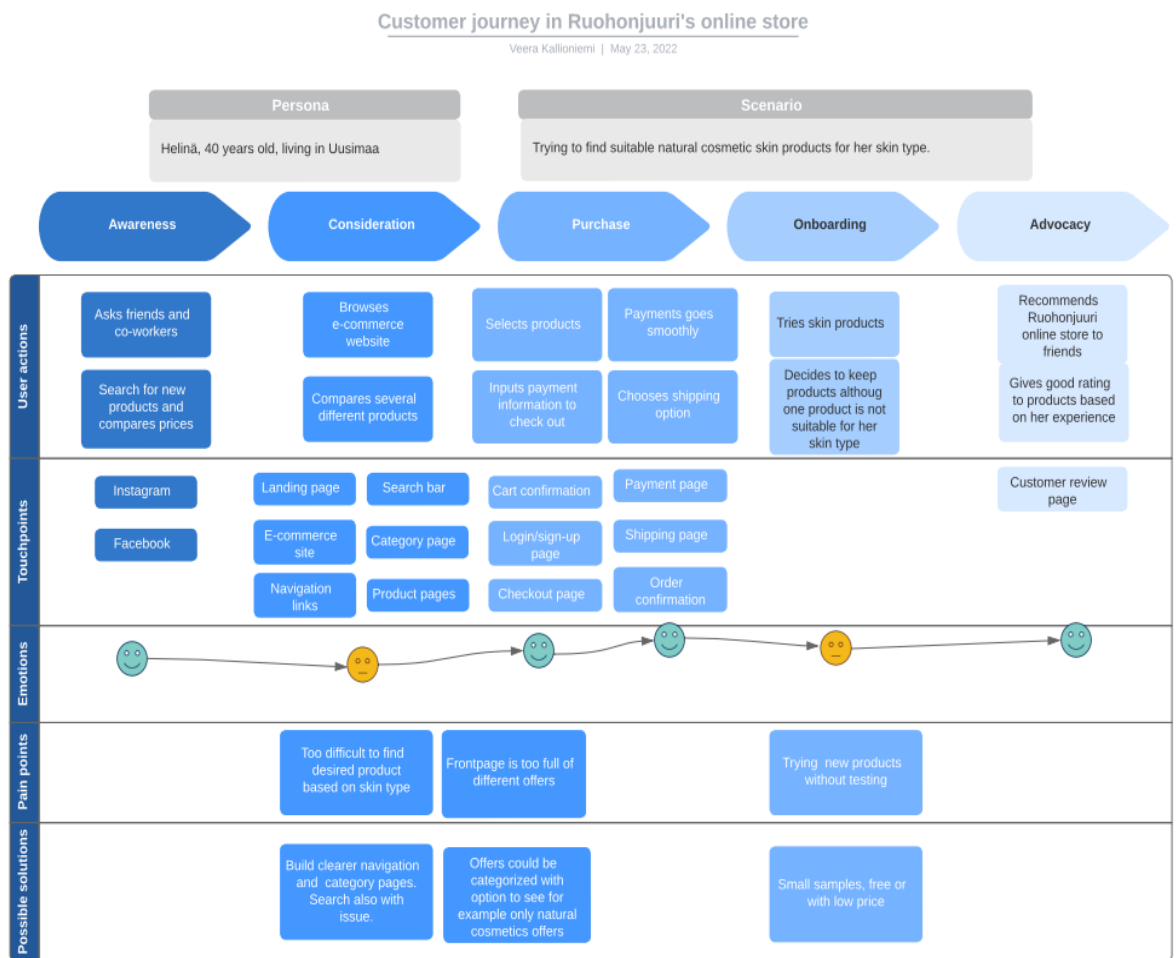 Customer journey in Ruohonjuuri's online store
Veera Kallioniemi | May 23, 2022
Persona
Helinä, 40 years old, living in Uusimaa
Scenario
Trying to find suitable natural cosmetic skin products for her skin type.
Awareness
Consideration
Purchase
Onboarding
Advocacy
User actions
Asks friends and
co-workers
Search for new
products and
compares prices
Browses
e-commerce
website
Compares several
different products
Selects products
Payments goes
smoothly
Inputs payment
information to
check out
Chooses shipping
option
Tries skin products
Decides to keep
products althoug
one product is not
suitable for her
skin type
Recommends
Ruohonjuuri
online store to
friends
Gives good rating
to products based
on her experience
Touchpoints
Instagram
Facebook
Landing page
Search bar
E-commerce
site
Category page
Navigation
links
Product pages
Cart confirmation
Payment page
Login/sign-up
page
Shipping page
Checkout page
Order
confirmation
Customer review
page
Emotions
Pain points
Too difficult to find
desired product
based on skin type
Frontpage is too full of
different offers
Trying new products
without testing
Possible solutions
Build clearer navigation
and category pages.
Search also with
issue.
Offers could be
categorized with
option to see for
example only natural
cosmetics offers
Small samples, free or
with low price